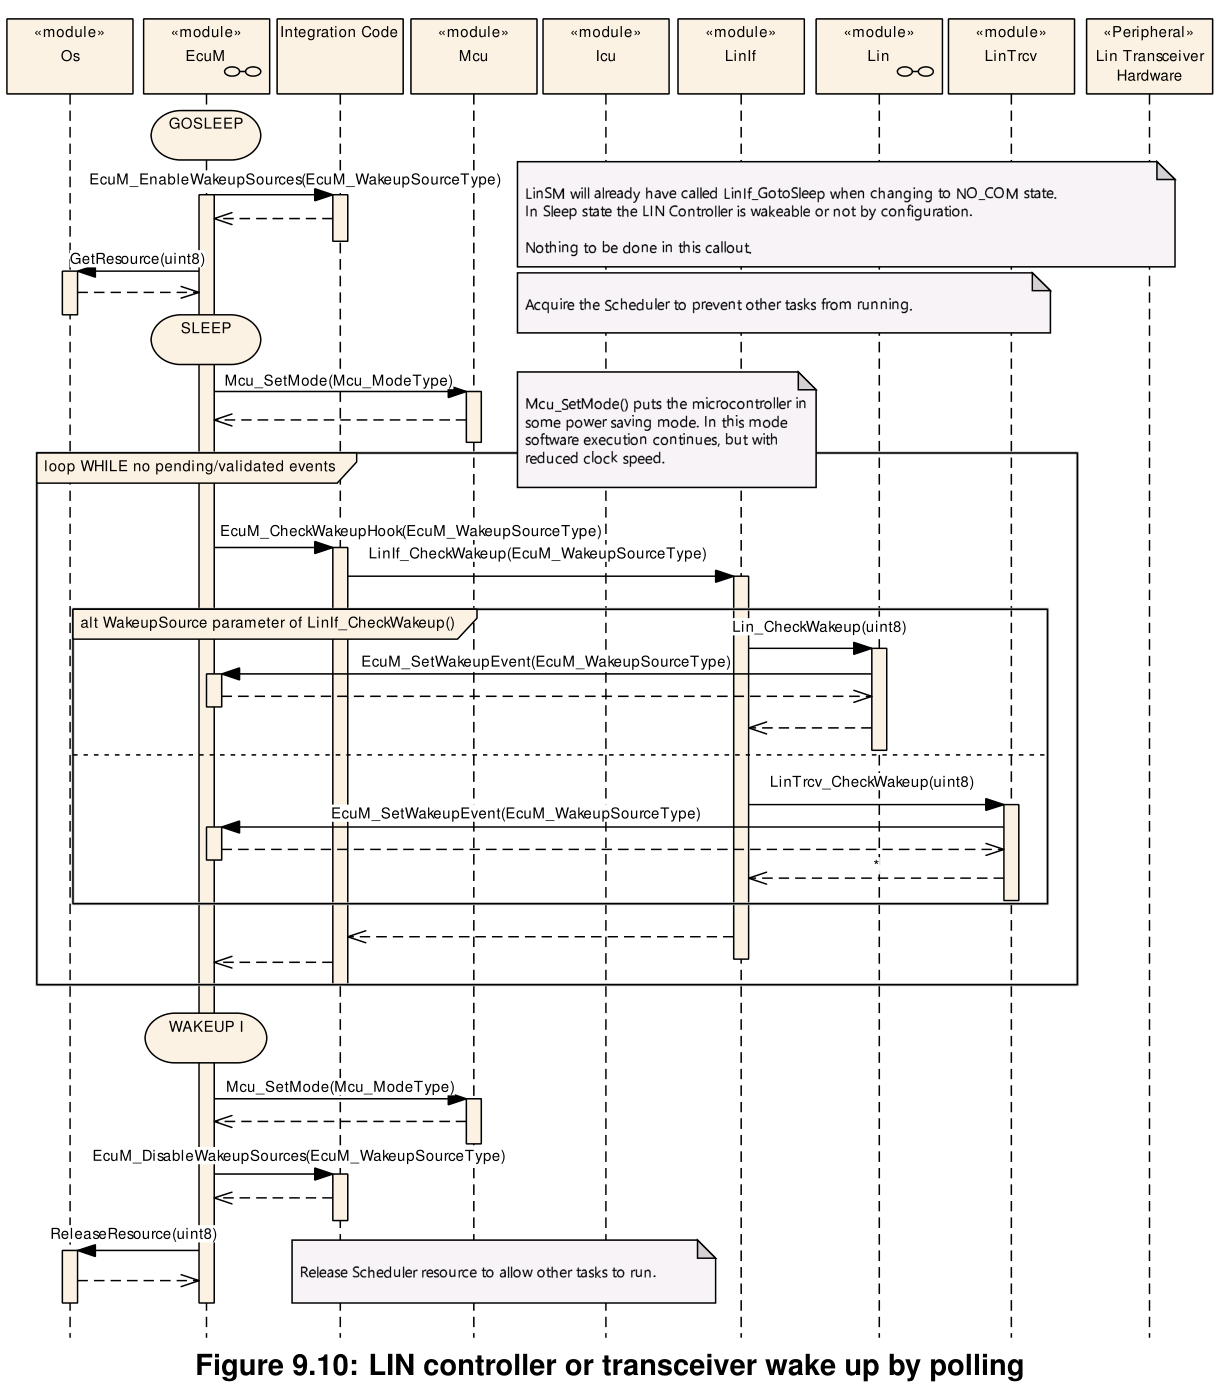 «module»
Os
«module»
EcuM
Integration Code
«module»
Mcu
«module»
Icu
«module»
LinIf
«module»
Lin
«module»
LinTrcv
«Peripheral»
Lin Transceiver
Hardware
GOSLEEP
EcuM_EnableWakeupSources(EcuM_WakeupSourceType)
LinSM will already have called LinIf_GotoSleep when changing to NO_COM state.
In Sleep state the LIN Controller is wakeable or not by configuration.
Nothing to be done in this callout.
GetResource(uint8)
Acquire the Scheduler to prevent other tasks from running.
SLEEP
Mcu_SetMode(Mcu_ModeType)
Mcu_SetMode() puts the microcontroller in
some power saving mode. In this mode
software execution continues, but with
reduced clock speed.
loop WHILE no pending/validated events
EcuM_CheckWakeupHook(EcuM_WakeupSourceType)
LinIf_CheckWakeup(EcuM_WakeupSourceType)
alt WakeupSource parameter of LinIf_CheckWakeup()
Lin_CheckWakeup(uint8)
EcuM_SetWakeupEvent(EcuM_WakeupSourceType)
LinTrcv_CheckWakeup(uint8)
EcuM_SetWakeupEvent(EcuM_WakeupSourceType)
*
WAKEUP I
Mcu_SetMode(Mcu_ModeType)
EcuM_DisableWakeupSources(EcuM_WakeupSourceType)
ReleaseResource(uint8)
Release Scheduler resource to allow other tasks to run.
Figure 9.10: LIN controller or transceiver wake up by polling